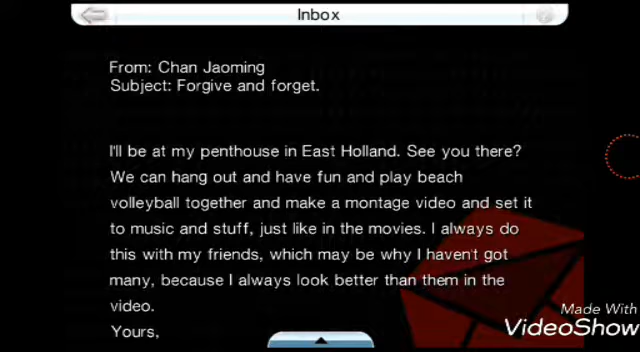 Inbox
From: Chan Jaoming
Subject: Forgive and forget.
I'll be at my penthouse in East Holland. See you there?
We can hang out and have fun and play beach
volleyball together and make a montage video and set it
to music and stuff, just like in the movies. I always do
this with my friends, which may be why I haven't got
many, because I always look better than them in the
video.
Yours,
Made With
VideoShow